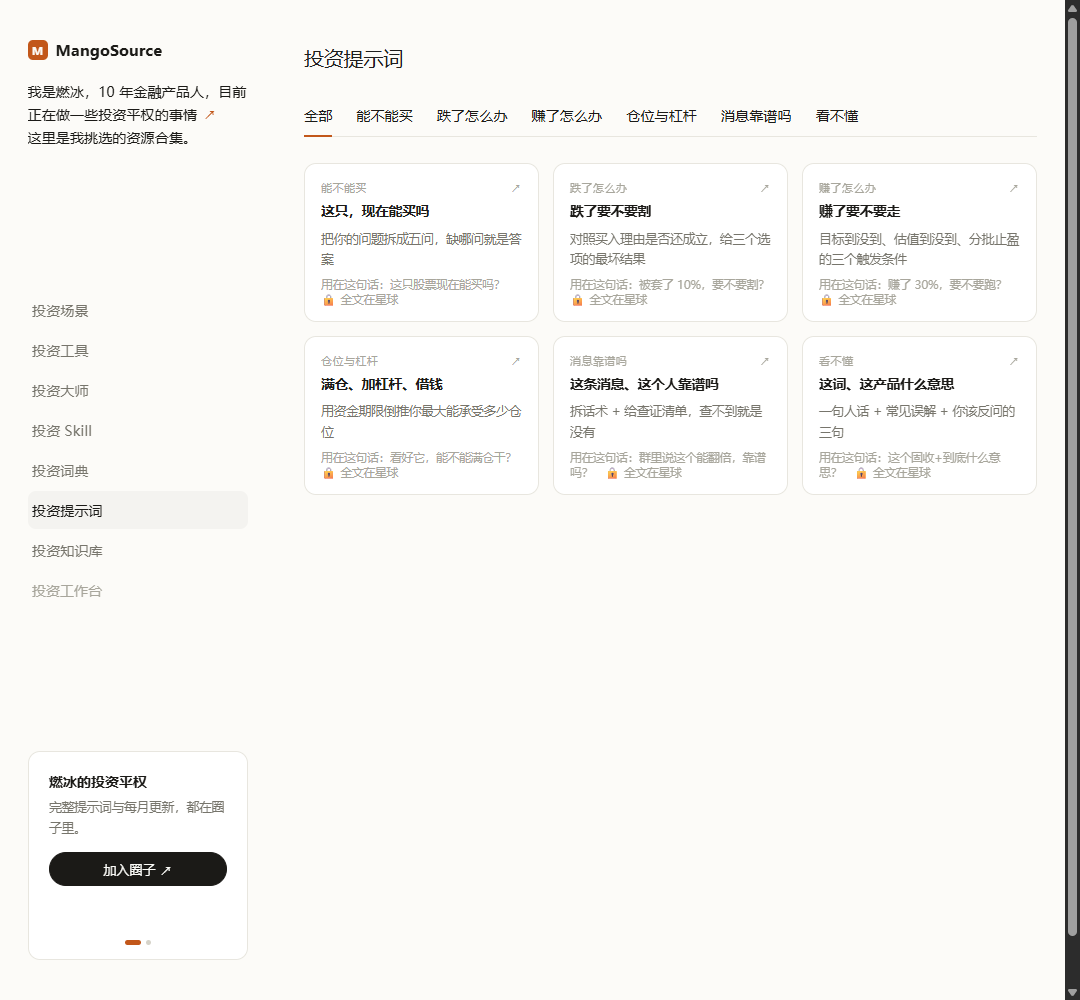 M MangoSource
我是燃冰，10 年金融产品人，目前
正在做一些投资平权的事情 ↗
这里是我挑选的资源合集。
投资场景
投资工具
投资大师
投资 Skill
投资词典
投资提示词
投资知识库
投资工作台
燃冰的投资平权
完整提示词与每月更新，都在圈
子里。
加入圈子 ↗
投资提示词
全部 能不能买 跌了怎么办 赚了怎么办 仓位与杠杆 消息靠谱吗 看不懂
能不能买 ↗
这只，现在能买吗
把你的问题拆成五问，缺哪问就是答
案
用在这句话：这只股票现在能买吗？
🔒 全文在星球
跌了怎么办 ↗
跌了要不要割
对照买入理由是否还成立，给三个选
项的最坏结果
用在这句话：被套了 10%，要不要割？
🔒 全文在星球
赚了怎么办 ↗
赚了要不要走
目标到没到、估值到没到、分批止盈
的三个触发条件
用在这句话：赚了 30%，要不要跑？
🔒 全文在星球
仓位与杠杆 ↗
满仓、加杠杆、借钱
用资金期限倒推你最大能承受多少仓
位
用在这句话：看好它，能不能满仓干？
🔒 全文在星球
消息靠谱吗 ↗
这条消息、这个人靠谱吗
拆话术 + 给查证清单，查不到就是
没有
用在这句话：群里说这个能翻倍，靠谱
吗？ 🔒 全文在星球
看不懂 ↗
这词、这产品什么意思
一句人话 + 常见误解 + 你该反问的
三句
用在这句话：这个固收+到底什么意
思？ 🔒 全文在星球